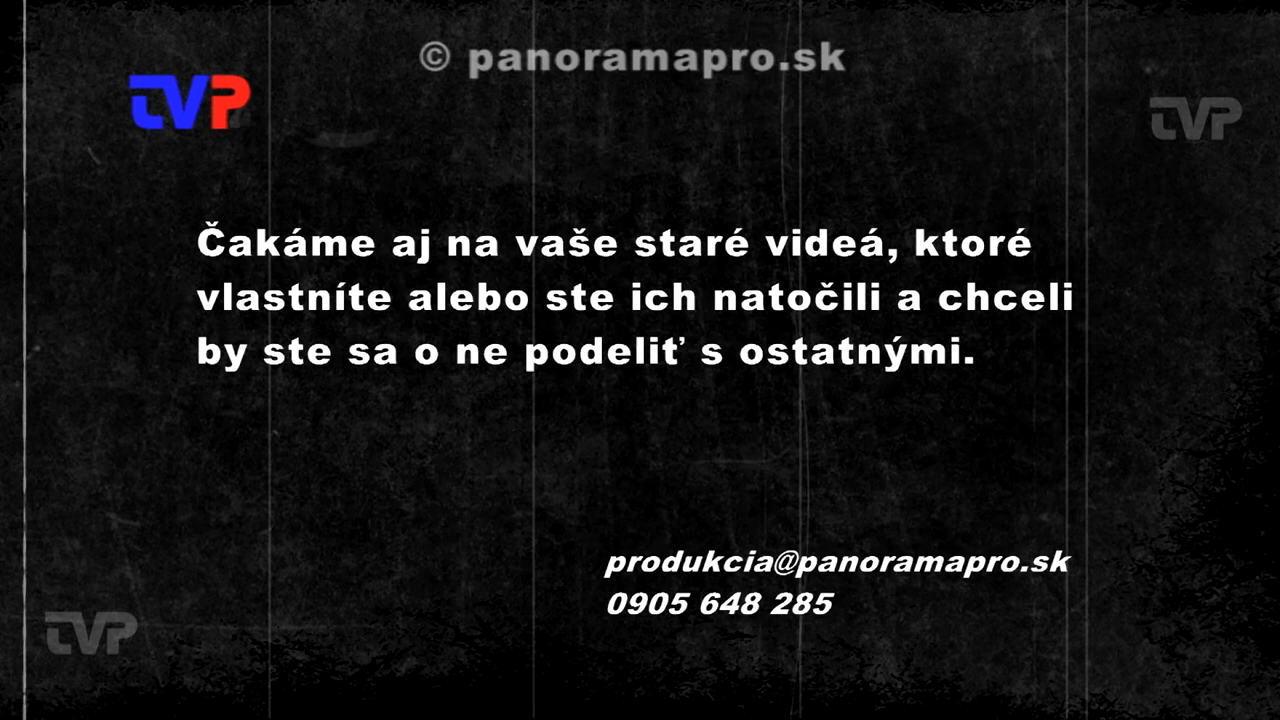 © panoramapro.sk
TVP
TVP
Čakáme aj na vaše staré videá, ktoré
vlastníte alebo ste ich natočili a chceli
by ste sa o ne podeliť s ostatnými.
produkcia@panoramapro.sk
0905 648 285
TVP